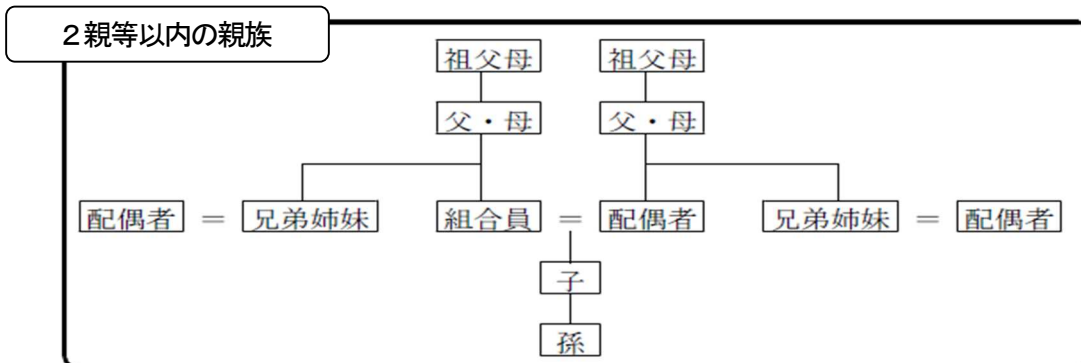 ２親等以内の親族
祖父母 祖父母
父・母 父・母
配偶者 ＝ 兄弟姉妹 組合員 ＝ 配偶者 兄弟姉妹 ＝ 配偶者
子
孫